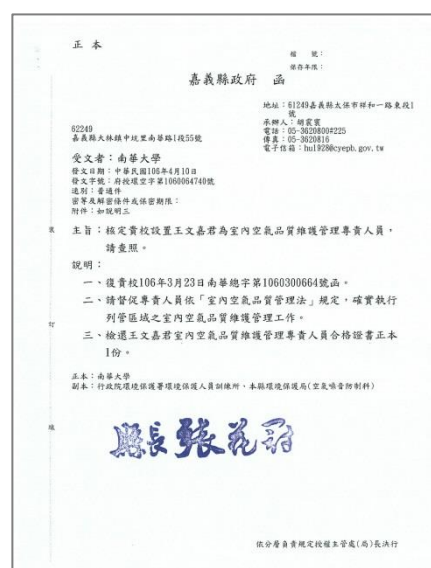 正本
檔　號：
保存年限：
嘉義縣政府　函
地址：61249嘉義縣太保市祥和一路東段1
號
承辦人：胡寰寰
電話：05-3620800#225
傳真：05-3620816
電子信箱：hu1928@cyepb.gov.tw
62249
嘉義縣大林鎮中坑里南華路1段55號
受文者：南華大學
發文日期：中華民國106年4月10日
發文字號：府授環空字第1060064740號
速別：普通件
密等及解密條件或保密期限：
附件：如說明三
主旨：核定貴校設置王文嘉君為室內空氣品質維護管理專責人員，
請查照。
說明：
一、復貴校106年3月23日南華總字第1060300664號函。
二、請督促專責人員依「室內空氣品質管理法」規定，確實執行
列管區域之室內空氣品質維護管理工作。
三、檢還王文嘉君室內空氣品質維護管理專責人員合格證書正本
1份。
正本：南華大學
副本：行政院環境保護署環境保護人員訓練所、本縣環境保護局(空氣噪音防制科)
縣長張花冠
依分層負責規定授權主管處(局)長決行
裝
訂
線